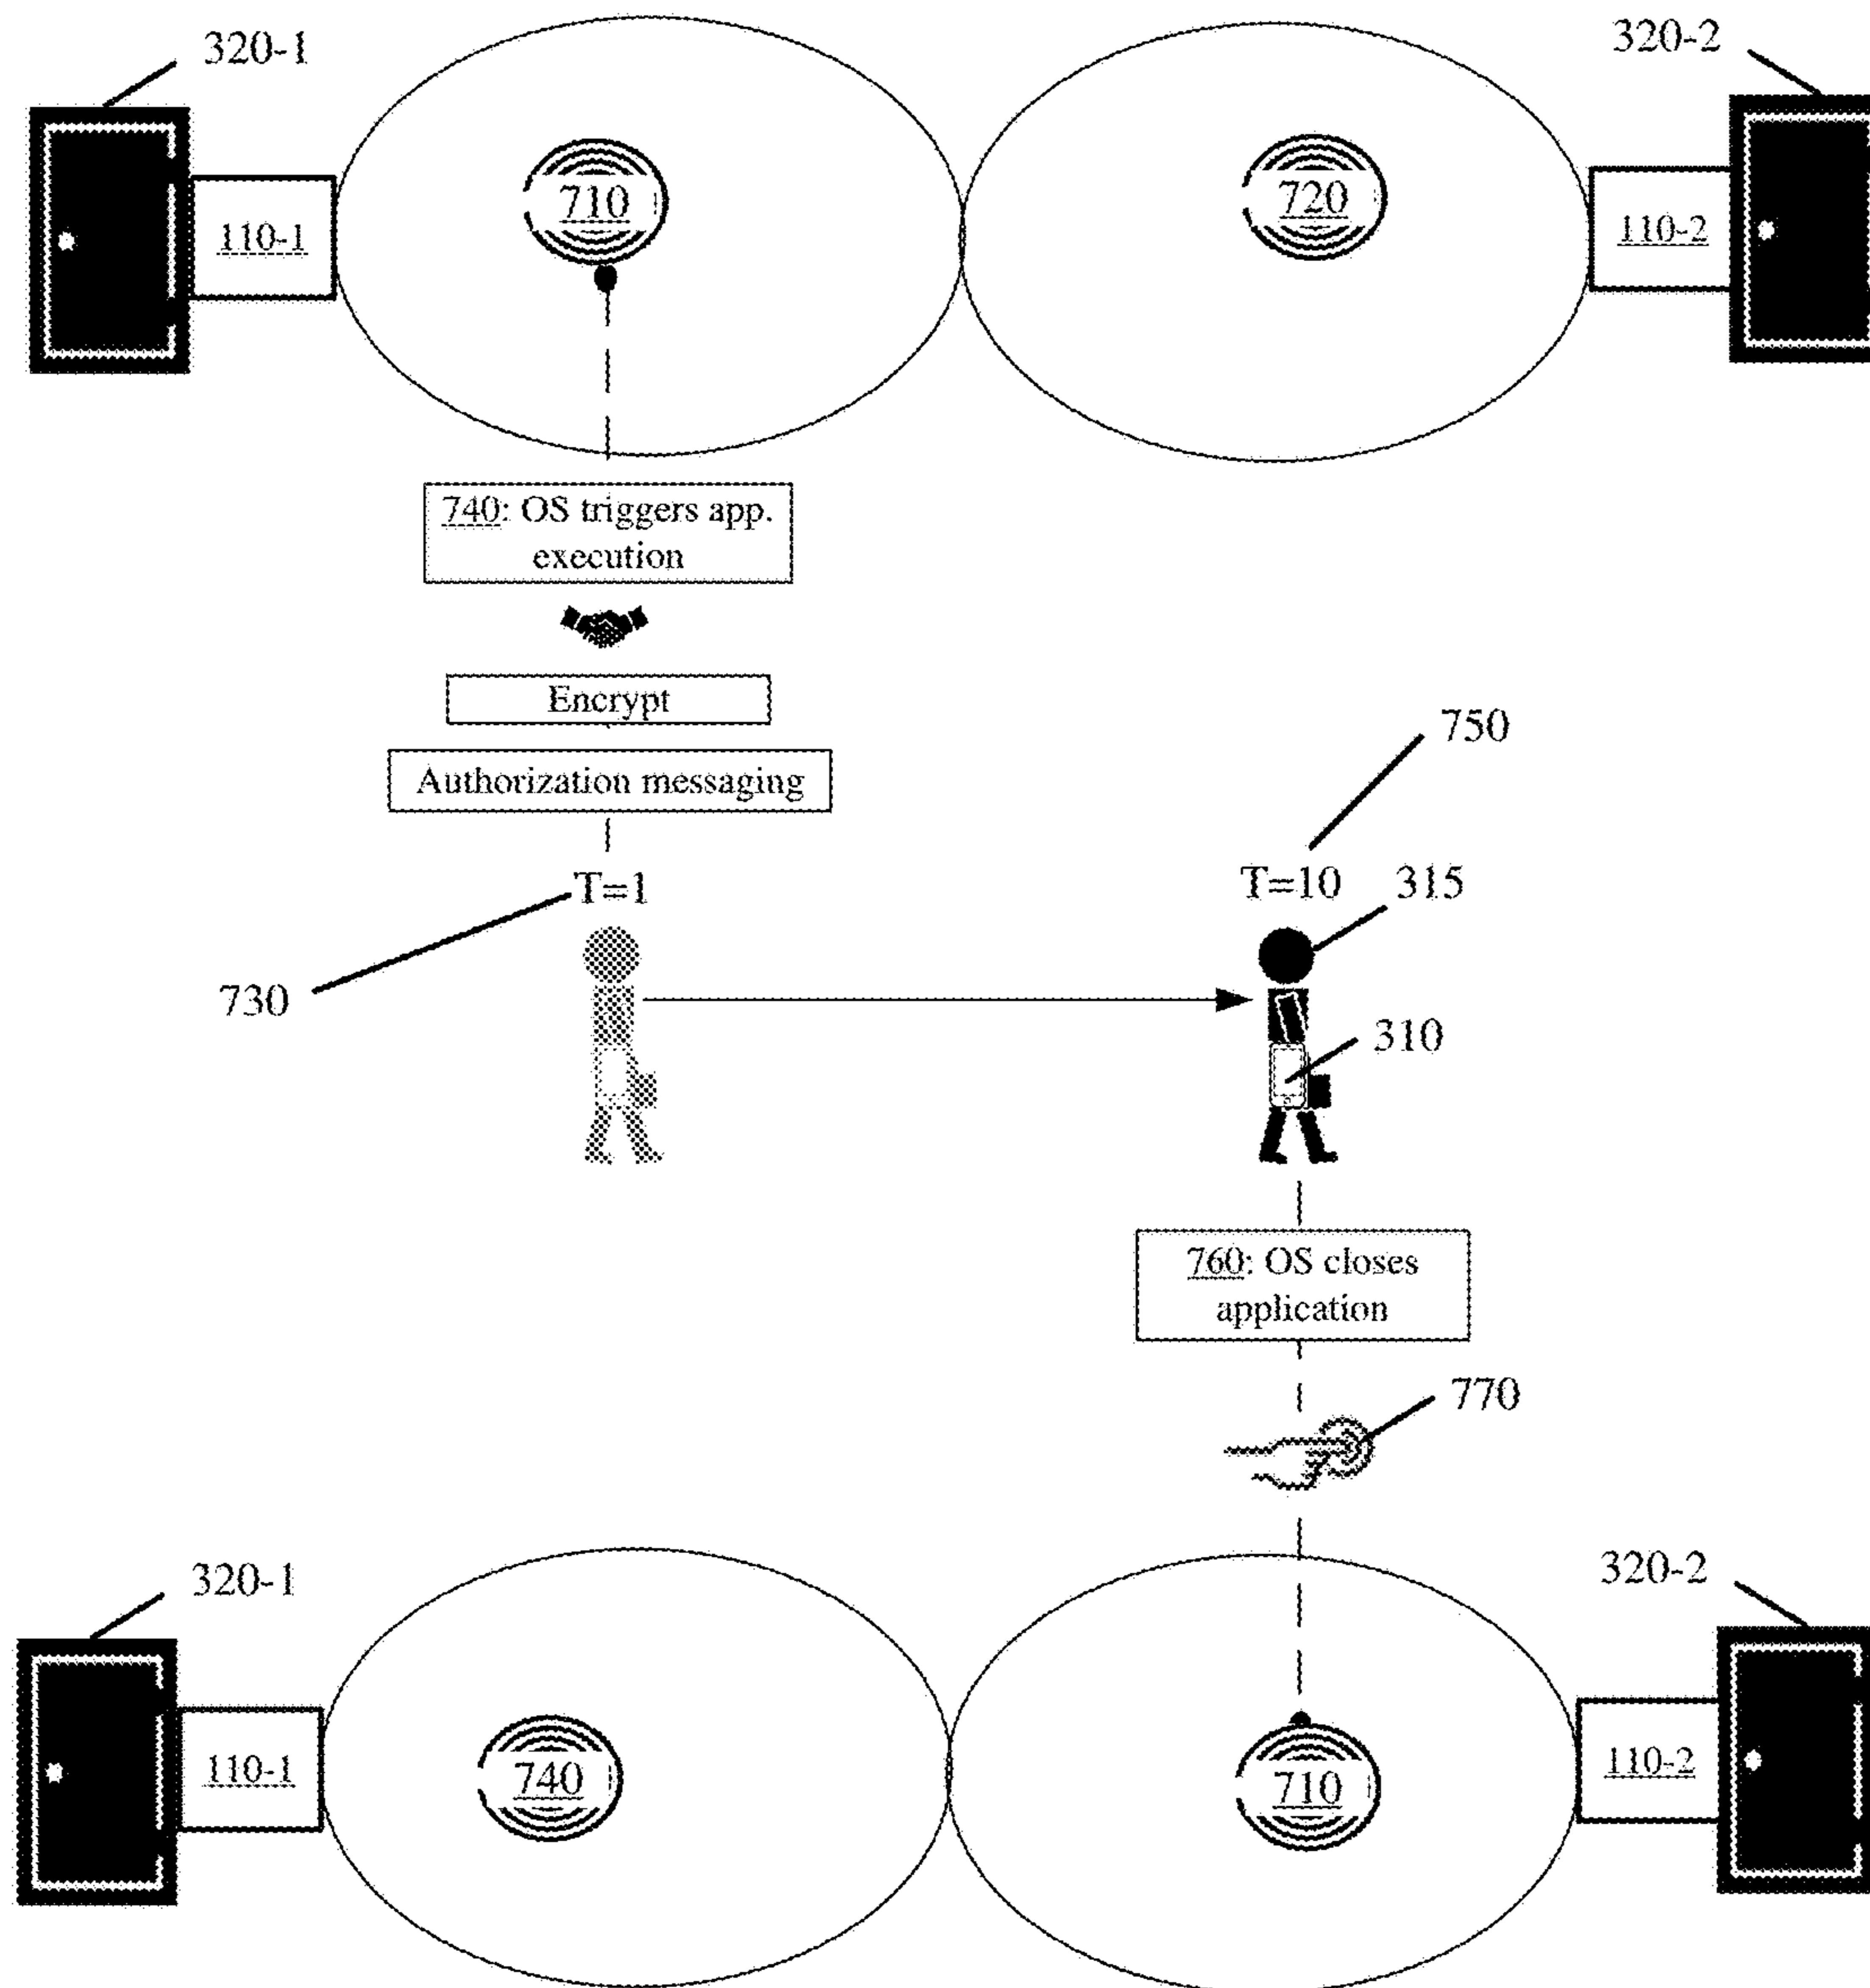 320-1
320-2
710
720
110-1
110-2
740: OS triggers app.
execution
Encrypt
Authorization messaging
750
T=1
T=10
315
730
310
760: OS closes
application
770
320-1
320-2
110-1
740
710
110-2